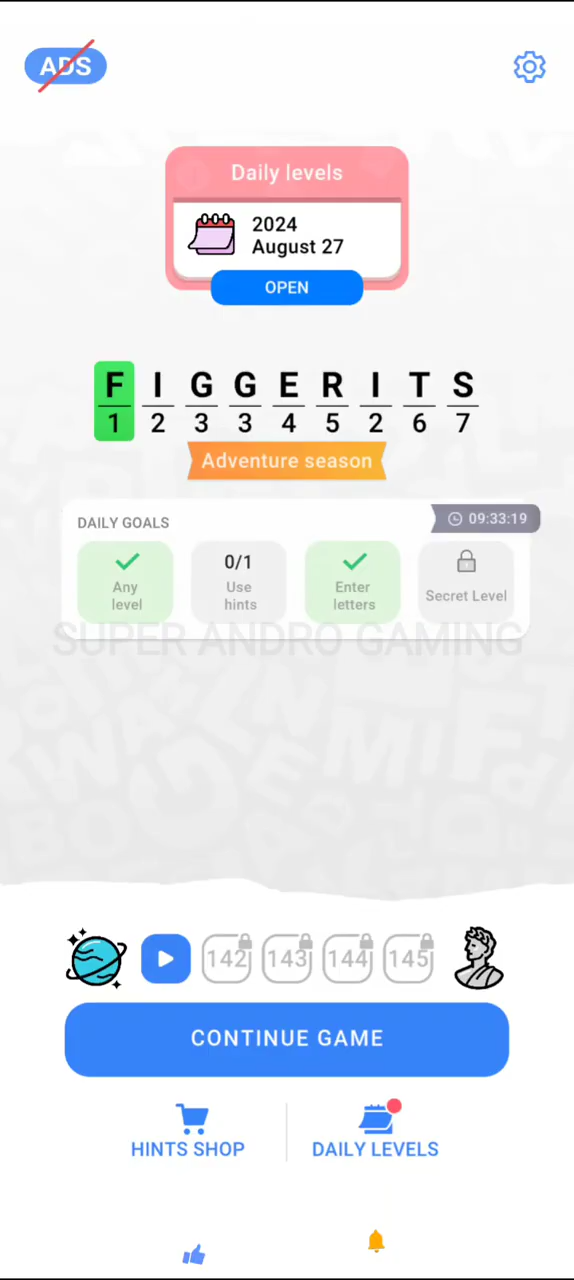 ADS
Daily levels
2024
August 27
OPEN
F I G G E R I T S
1 2 3 3 4 5 2 6 7
Adventure season
DAILY GOALS
09:33:19
Any
level
0/1
Use
hints
Enter
letters
Secret Level
SUPER ANDRO GAMING
142 143 144 145
CONTINUE GAME
HINTS SHOP
DAILY LEVELS